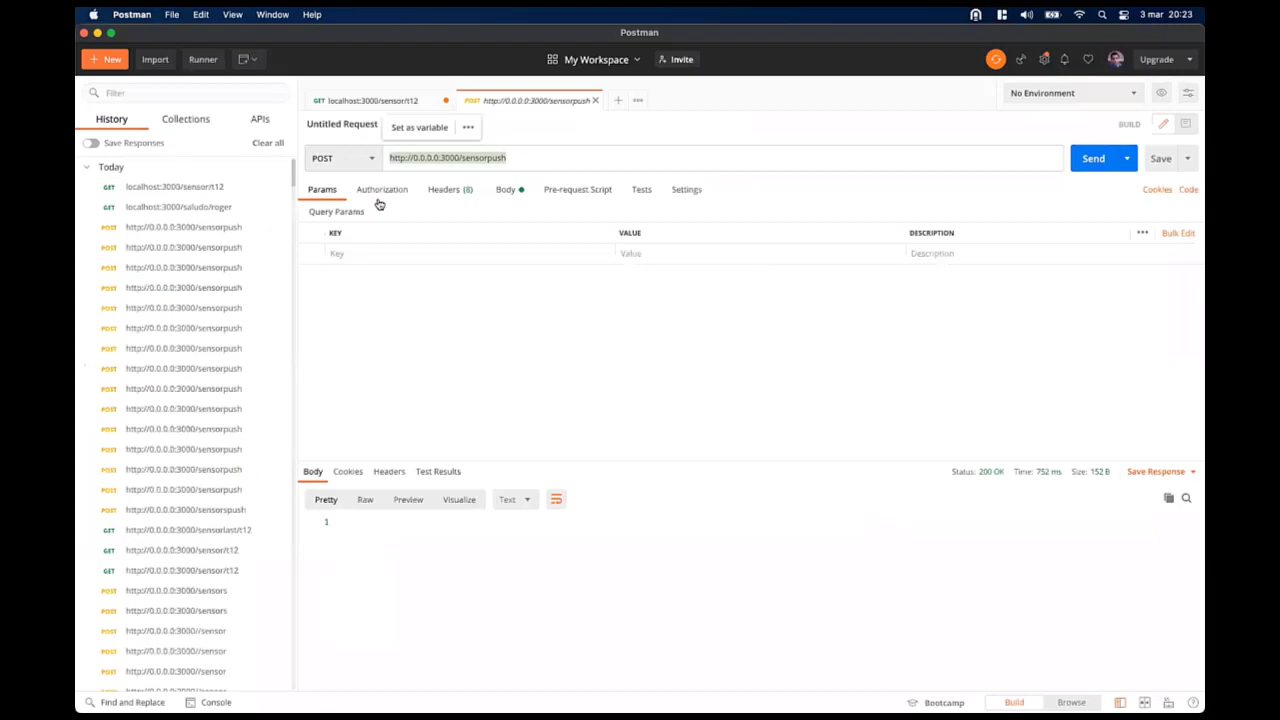 Postman File Edit View Window Help 3 mar 20:23
Postman
+ New Import Runner My Workspace Invite Upgrade
Filter
GET localhost:3000/sensor/t12 POST http://0.0.0.0:3000/sensorpush No Environment
History Collections APIs
Untitled Request Set as variable BUILD
Save Responses Clear all
POST http://0.0.0.0:3000/sensorpush Send Save
Today
GET localhost:3000/sensor/t12
GET localhost:3000/saludo/roger
POST http://0.0.0.0:3000/sensorpush
POST http://0.0.0.0:3000/sensorpush
POST http://0.0.0.0:3000/sensorpush
POST http://0.0.0.0:3000/sensorpush
POST http://0.0.0.0:3000/sensorpush
POST http://0.0.0.0:3000/sensorpush
POST http://0.0.0.0:3000/sensorpush
POST http://0.0.0.0:3000/sensorpush
POST http://0.0.0.0:3000/sensorpush
POST http://0.0.0.0:3000/sensorpush
POST http://0.0.0.0:3000/sensorpush
POST http://0.0.0.0:3000/sensorpush
POST http://0.0.0.0:3000/sensorpush
POST http://0.0.0.0:3000/sensorpush
POST http://0.0.0.0:3000/sensorspush
GET http://0.0.0.0:3000/sensorlast/t12
GET http://0.0.0.0:3000/sensor/t12
GET http://0.0.0.0:3000/sensor/t12
POST http://0.0.0.0:3000/sensors
POST http://0.0.0.0:3000/sensors
POST http://0.0.0.0:3000//sensor
POST http://0.0.0.0:3000//sensor
POST http://0.0.0.0:3000//sensor
Params Authorization Headers (8) Body Pre-request Script Tests Settings Cookies Code
Query Params
KEY VALUE DESCRIPTION Bulk Edit
Key Value Description
Body Cookies Headers Test Results Status: 200 OK Time: 752 ms Size: 152 B Save Response
Pretty Raw Preview Visualize Text
1
Find and Replace Console Bootcamp Build Browse